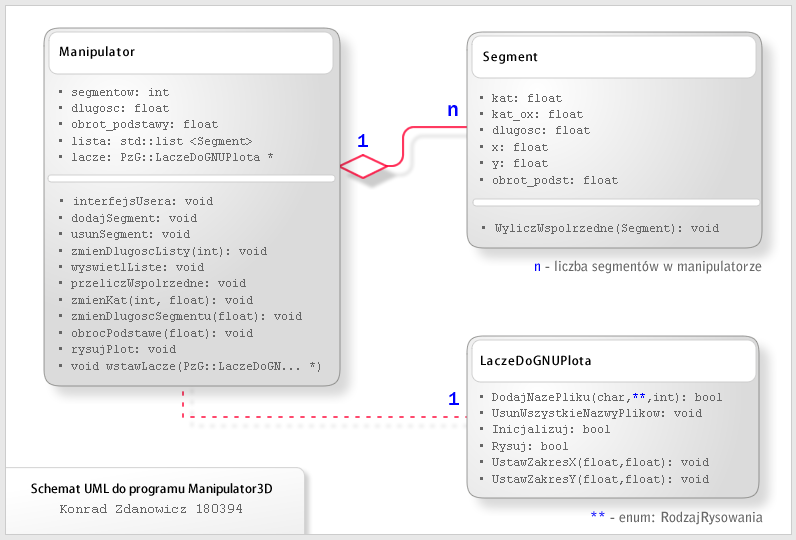 Manipulator
• segmentow: int
• dlugosc: float
• obrot_podstawy: float
• lista: std::list <Segment>
• lacze: PzG::LaczeDoGNUPlota *
• interfejsUsera: void
• dodajSegment: void
• usunSegment: void
• zmienDlugoscListy(int): void
• wyswietlListe: void
• przeliczWspolrzedne: void
• zmienKat(int, float): void
• zmienDlugoscSegmentu(float): void
• obrocPodstawe(float): void
• rysujPlot: void
• void wstawLacze(PzG::LaczeDoGN... *)
1
n
Segment
• kat: float
• kat_ox: float
• dlugosc: float
• x: float
• y: float
• obrot_podst: float
• WyliczWspolrzedne(Segment): void
n - liczba segmentów w manipulatorze
1
LaczeDoGNUPlota
• DodajNazePliku(char,**,int): bool
• UsunWszystkieNazwyPlikow: void
• Inicjalizuj: bool
• Rysuj: bool
• UstawZakresX(float,float): void
• UstawZakresY(float,float): void
** - enum: RodzajRysowania
Schemat UML do programu Manipulator3D
Konrad Zdanowicz 180394